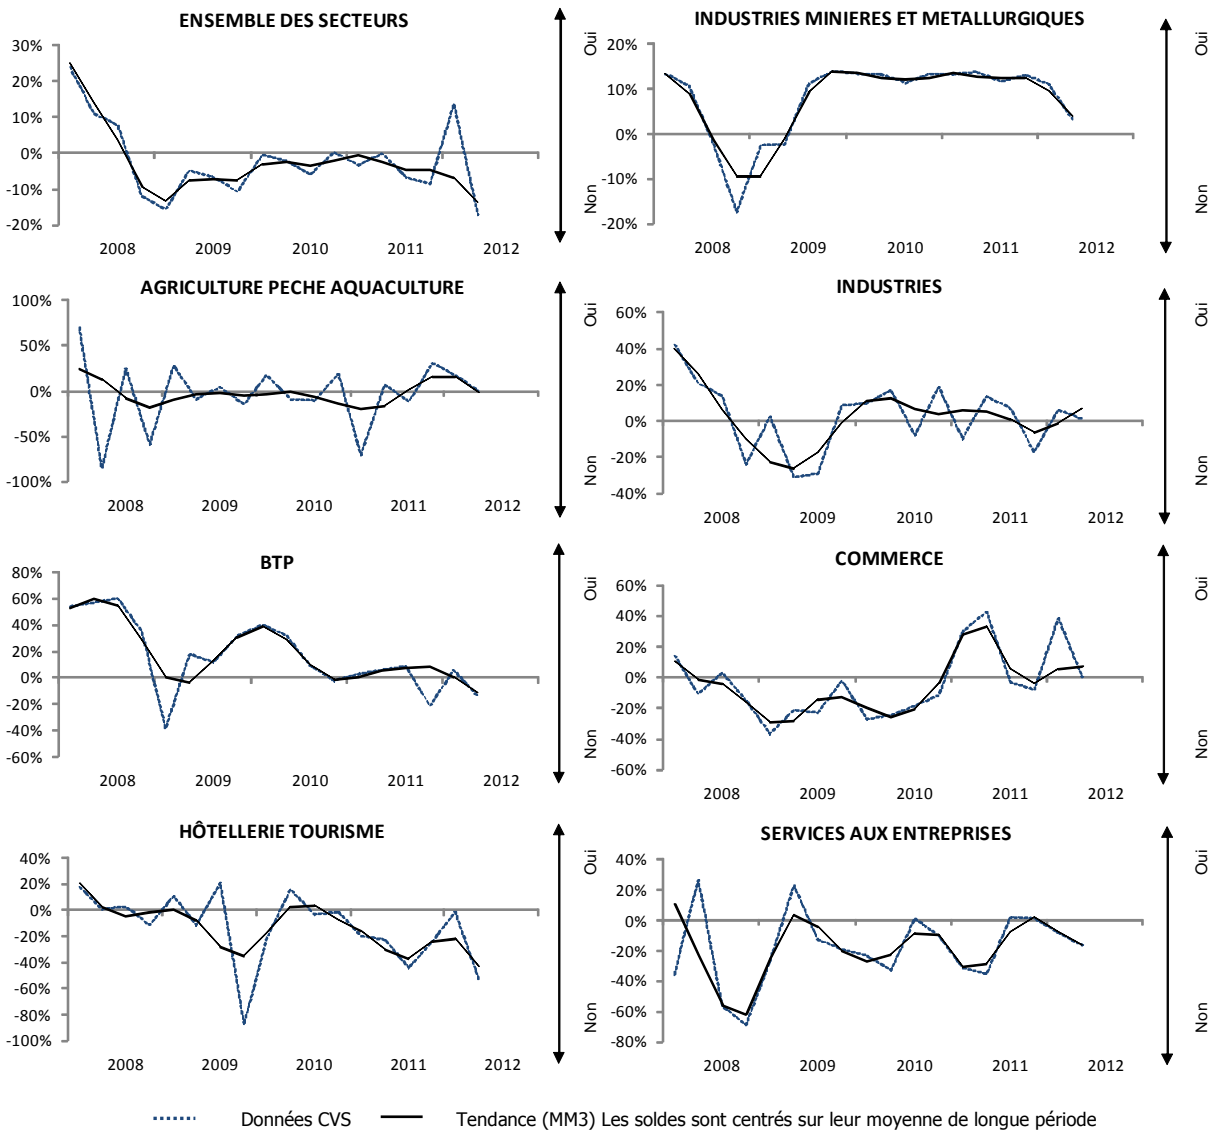 ENSEMBLE DES SECTEURS
30%
20%
10%
0%
-10%
-20%
2008 2009 2010 2011 2012
Oui
Non
INDUSTRIES MINIERES ET METALLURGIQUES
20%
10%
0%
-10%
-20%
2008 2009 2010 2011 2012
Oui
Non
AGRICULTURE PECHE AQUACULTURE
100%
50%
0%
-50%
-100%
2008 2009 2010 2011 2012
Oui
Non
INDUSTRIES
60%
40%
20%
0%
-20%
-40%
2008 2009 2010 2011 2012
Oui
Non
BTP
80%
60%
40%
20%
0%
-20%
-40%
-60%
2008 2009 2010 2011 2012
Oui
Non
COMMERCE
60%
40%
20%
0%
-20%
-40%
-60%
2008 2009 2010 2011 2012
Oui
Non
HÔTELLERIE TOURISME
40%
20%
0%
-20%
-40%
-60%
-80%
-100%
2008 2009 2010 2011 2012
Oui
Non
SERVICES AUX ENTREPRISES
40%
20%
0%
-20%
-40%
-60%
-80%
2008 2009 2010 2011 2012
Oui
Non
Données CVS Tendance (MM3) Les soldes sont centrés sur leur moyenne de longue période